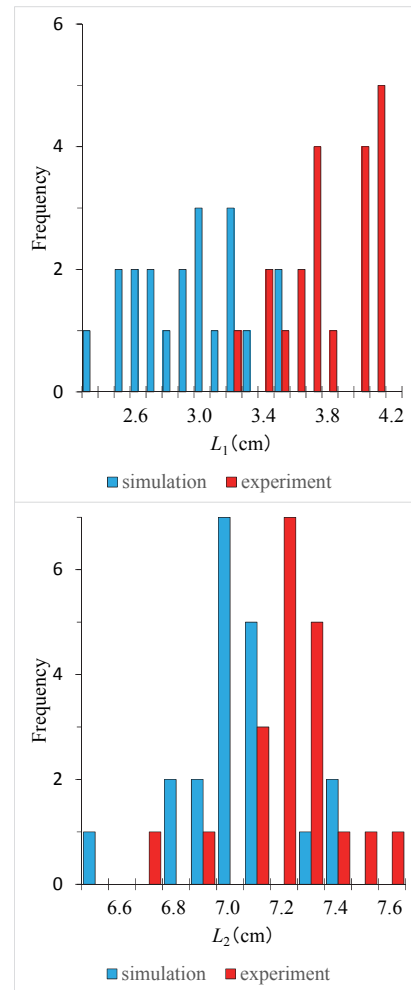 6
4
2
0
Frequency
2.6 3.0 3.4 3.8 4.2
L₁(cm)
simulation experiment
6
4
2
0
Frequency
6.6 6.8 7.0 7.2 7.4 7.6
L₂(cm)
simulation experiment